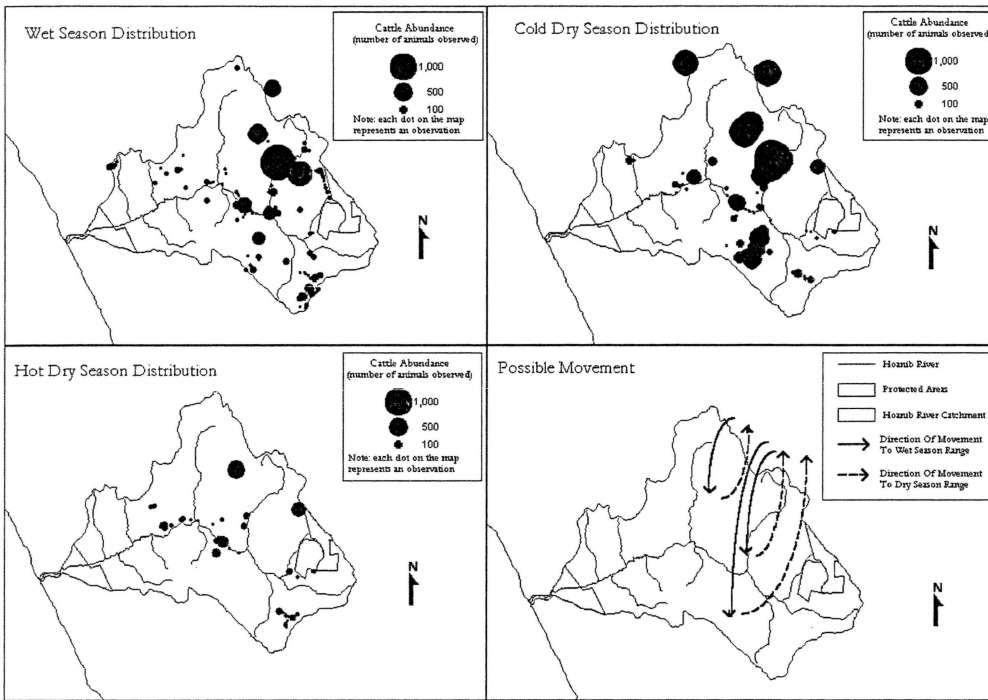 Wet Season Distribution
Cattle Abundance
(number of animals observed)
1,000
500
100
Note: each dot on the map
represents an observation
N
Cold Dry Season Distribution
Cattle Abundance
(number of animals observed)
1,000
500
100
Note: each dot on the map
represents an observation
N
Hot Dry Season Distribution
Cattle Abundance
(number of animals observed)
1,000
500
100
Note: each dot on the map
represents an observation
N
Possible Movement
Hoanib River
Protected Areas
Hoanib River Catchment
Direction Of Movement
To Wet Season Range
Direction Of Movement
To Dry Season Range
N